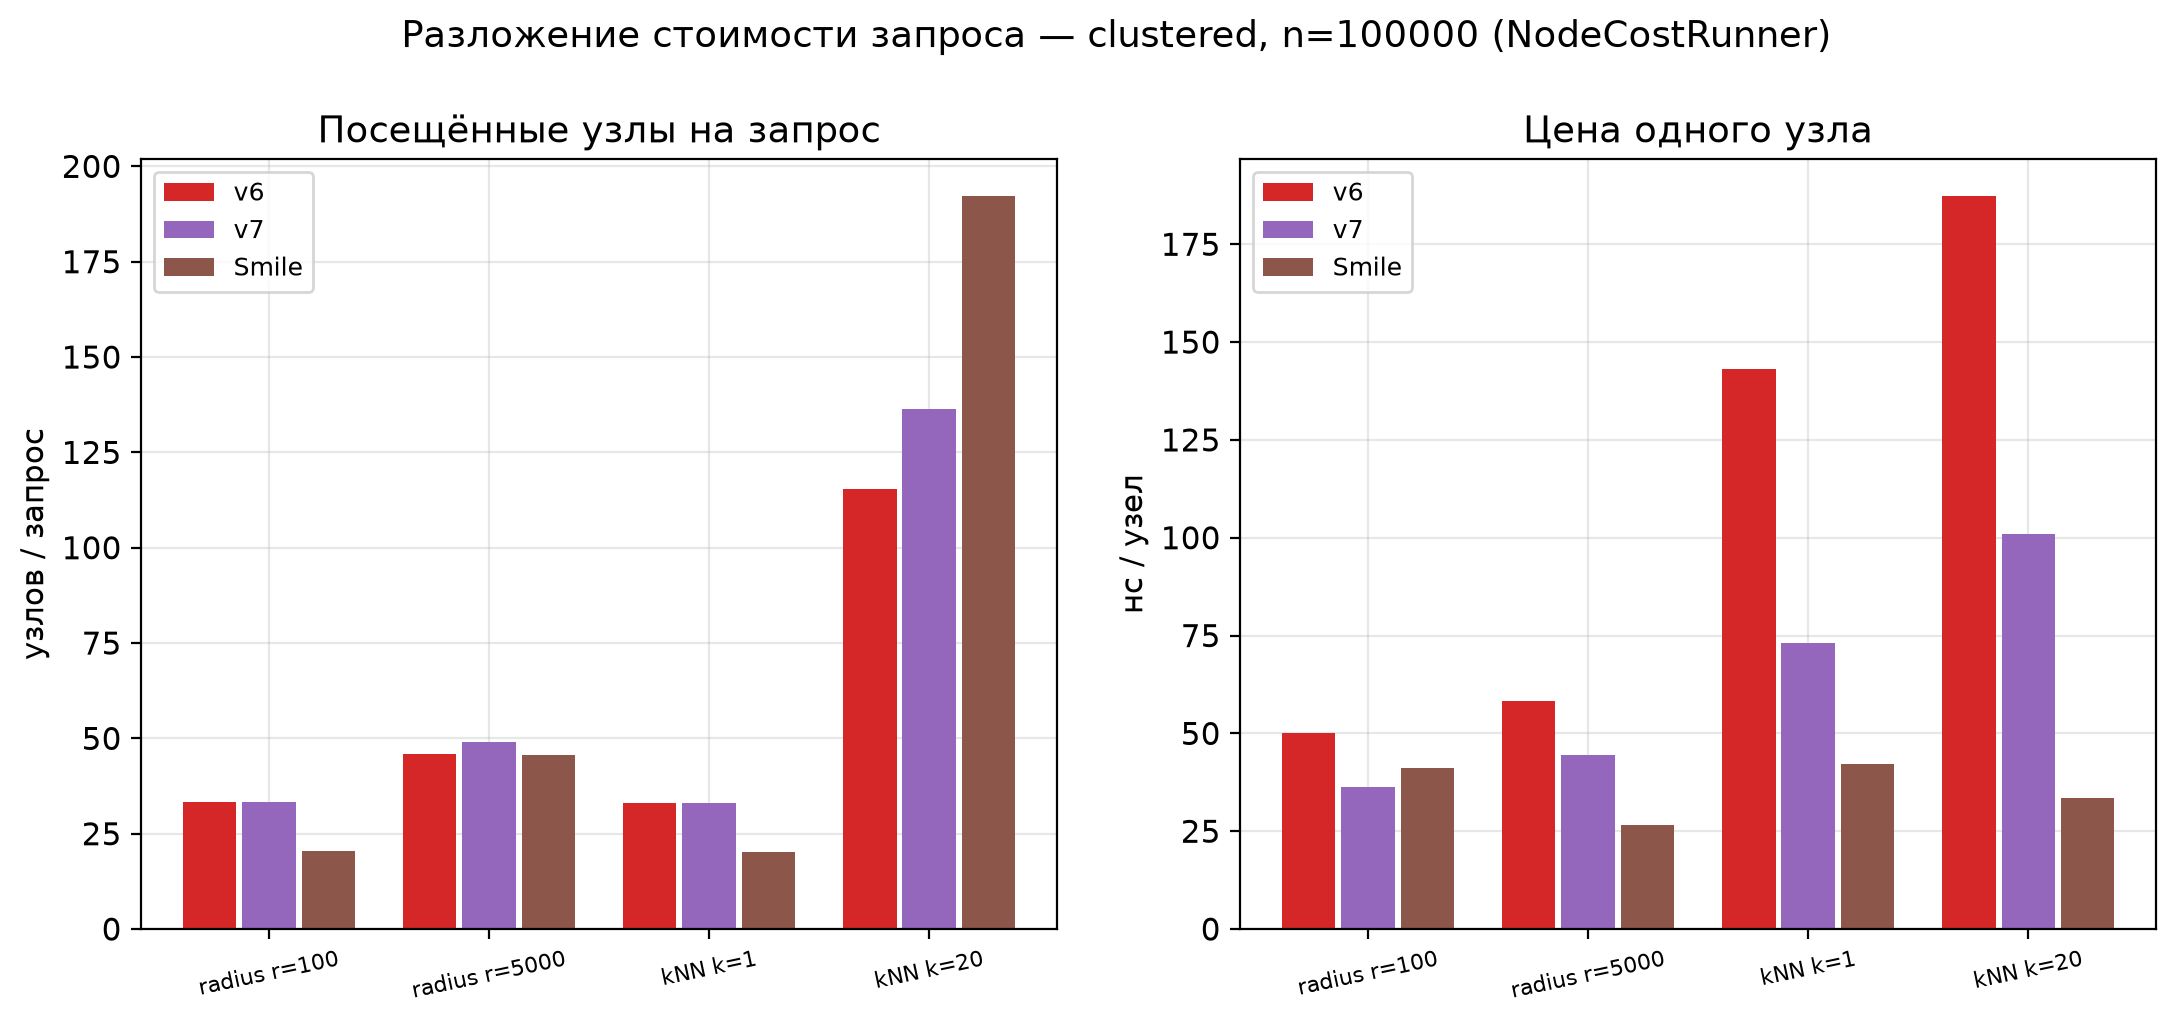 Разложение стоимости запроса — clustered, n=100000 (NodeCostRunner)
Посещённые узлы на запрос
узлов / запрос
200
175
150
125
100
75
50
25
0
v6
v7
Smile
radius r=100
radius r=5000
kNN k=1
kNN k=20
Цена одного узла
нс / узел
175
150
125
100
75
50
25
0
v6
v7
Smile
radius r=100
radius r=5000
kNN k=1
kNN k=20